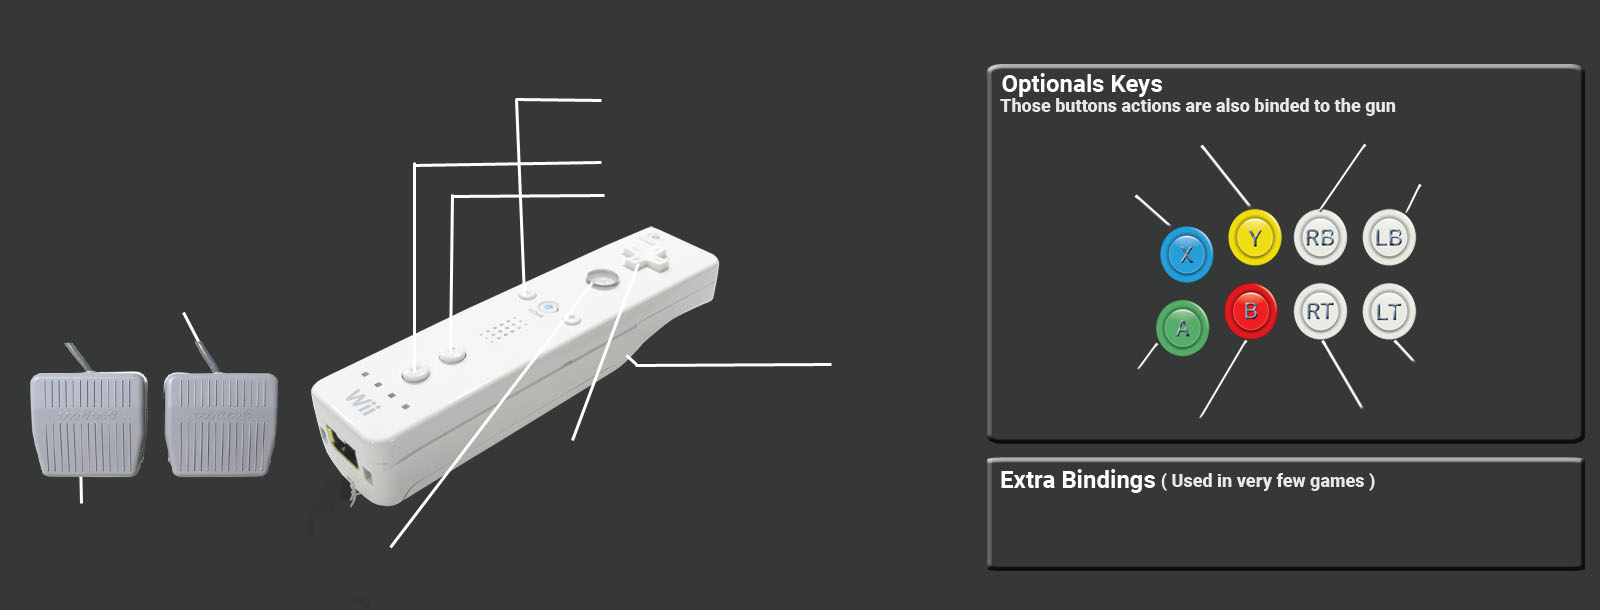 Optionals Keys
Those buttons actions are also binded to the gun
Y
RB
LB
X
B
RT
LT
A
HOME
Wii
Extra Bindings ( Used in very few games )